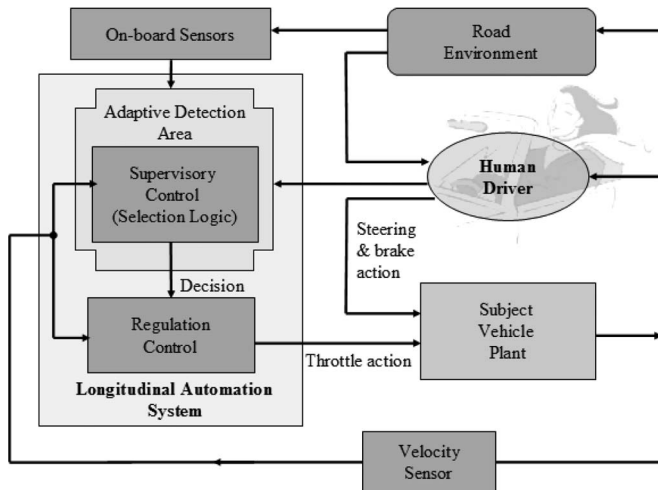 On-board Sensors
Road
Environment
Adaptive Detection
Area
Supervisory
Control
(Selection Logic)
Human
Driver
Steering
& brake
action
Decision
Regulation
Control
Subject
Vehicle
Plant
Throttle action
Longitudinal Automation
System
Velocity
Sensor